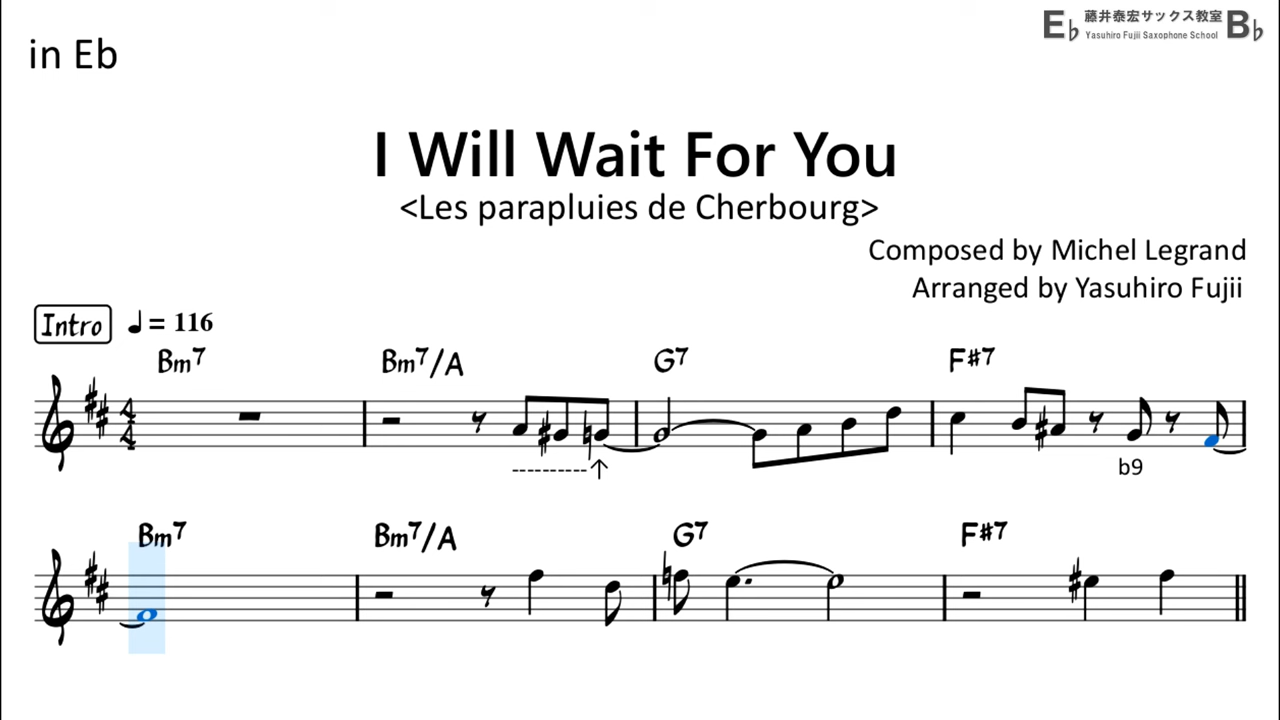 E♭ 藤井泰宏サックス教室 B♭
Yasuhiro Fujii Saxophone School
in Eb
I Will Wait For You
<Les parapluies de Cherbourg>
Composed by Michel Legrand
Arranged by Yasuhiro Fujii
Intro ♩= 116
Bm7 Bm7/A G7 F#7
4
4
b9
Bm7 Bm7/A G7 F#7